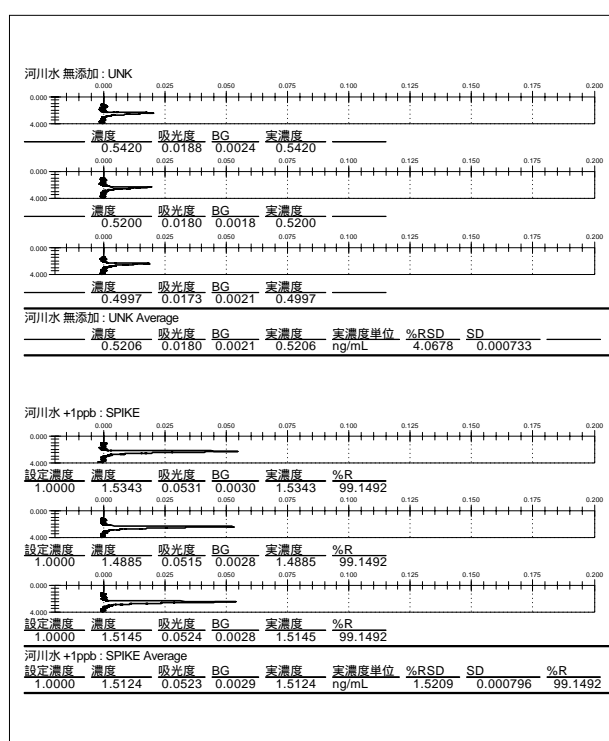 河川水 無添加 : UNK
0.000 0.025 0.050 0.075 0.100 0.125 0.150 0.175 0.200
0.000
4.000
濃度 吸光度 BG 実濃度
0.5420 0.0188 0.0024 0.5420
0.000 0.025 0.050 0.075 0.100 0.125 0.150 0.175 0.200
0.000
4.000
濃度 吸光度 BG 実濃度
0.5200 0.0180 0.0018 0.5200
0.000 0.025 0.050 0.075 0.100 0.125 0.150 0.175 0.200
0.000
4.000
濃度 吸光度 BG 実濃度
0.4997 0.0173 0.0021 0.4997
河川水 無添加 : UNK Average
濃度 吸光度 BG 実濃度 実濃度単位 %RSD SD
0.5206 0.0180 0.0021 0.5206 ng/mL 4.0678 0.000733
河川水 +1ppb : SPIKE
0.000 0.025 0.050 0.075 0.100 0.125 0.150 0.175 0.200
0.000
4.000
設定濃度 濃度 吸光度 BG 実濃度 %R
1.0000 1.5343 0.0531 0.0030 1.5343 99.1492
0.000 0.025 0.050 0.075 0.100 0.125 0.150 0.175 0.200
0.000
4.000
設定濃度 濃度 吸光度 BG 実濃度 %R
1.0000 1.4885 0.0515 0.0028 1.4885 99.1492
0.000 0.025 0.050 0.075 0.100 0.125 0.150 0.175 0.200
0.000
4.000
設定濃度 濃度 吸光度 BG 実濃度 %R
1.0000 1.5145 0.0524 0.0028 1.5145 99.1492
河川水 +1ppb : SPIKE Average
設定濃度 濃度 吸光度 BG 実濃度 実濃度単位 %RSD SD %R
1.0000 1.5124 0.0523 0.0029 1.5124 ng/mL 1.5209 0.000796 99.1492